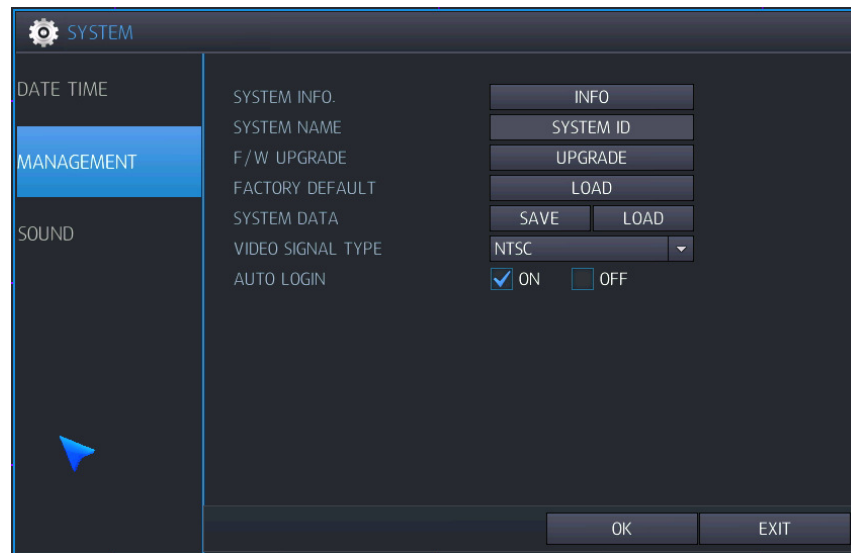 SYSTEM
DATE TIME
MANAGEMENT
SOUND
SYSTEM INFO. INFO
SYSTEM NAME SYSTEM ID
F/W UPGRADE UPGRADE
FACTORY DEFAULT LOAD
SYSTEM DATA SAVE LOAD
VIDEO SIGNAL TYPE NTSC
AUTO LOGIN ON OFF
OK EXIT